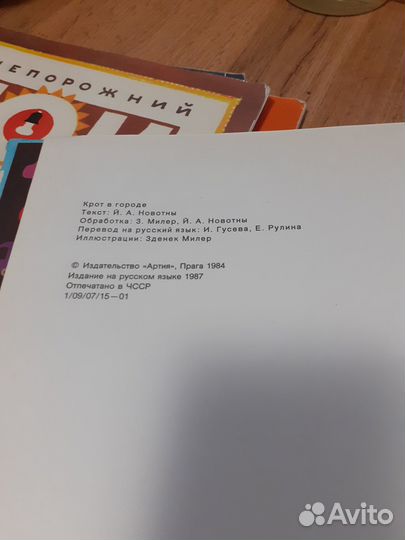 НЕПОРОЖНИЙ
Крот в городе
Текст: Й. А. Новотны
Обработка: З. Милер, Й. А. Новотны
Перевод на русский язык: И. Гусева, Е. Рулина
Иллюстрации: Зденек Милер
© Издательство «Артия», Прага 1984
Издание на русском языке 1987
Отпечатано в ЧССР
1/09/07/15—01
Avito